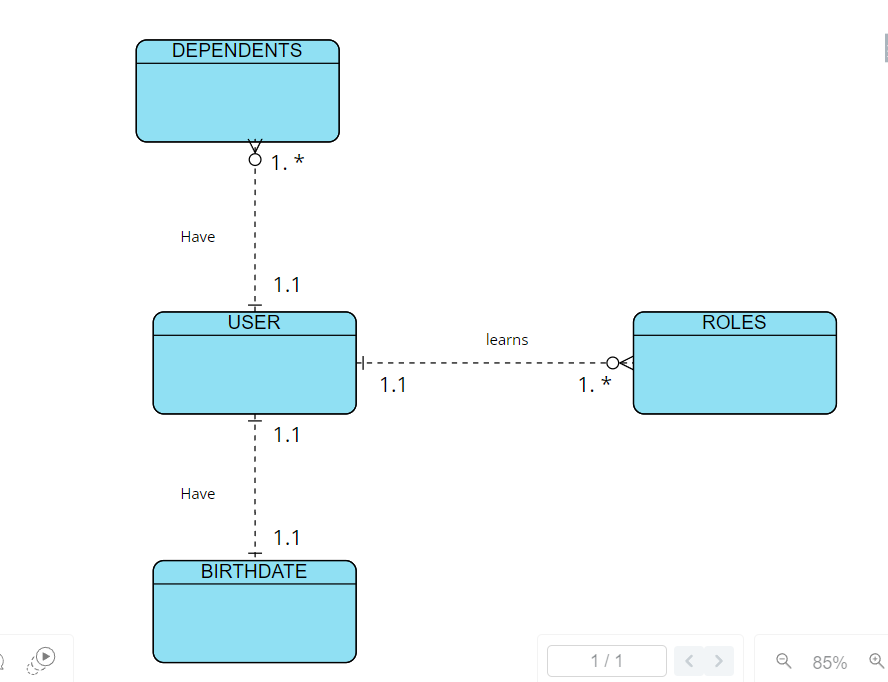 DEPENDENTS
1. *
Have
1.1
USER
learns
ROLES
1.1
1. *
1.1
Have
1.1
BIRTHDATE
1 / 1
85%